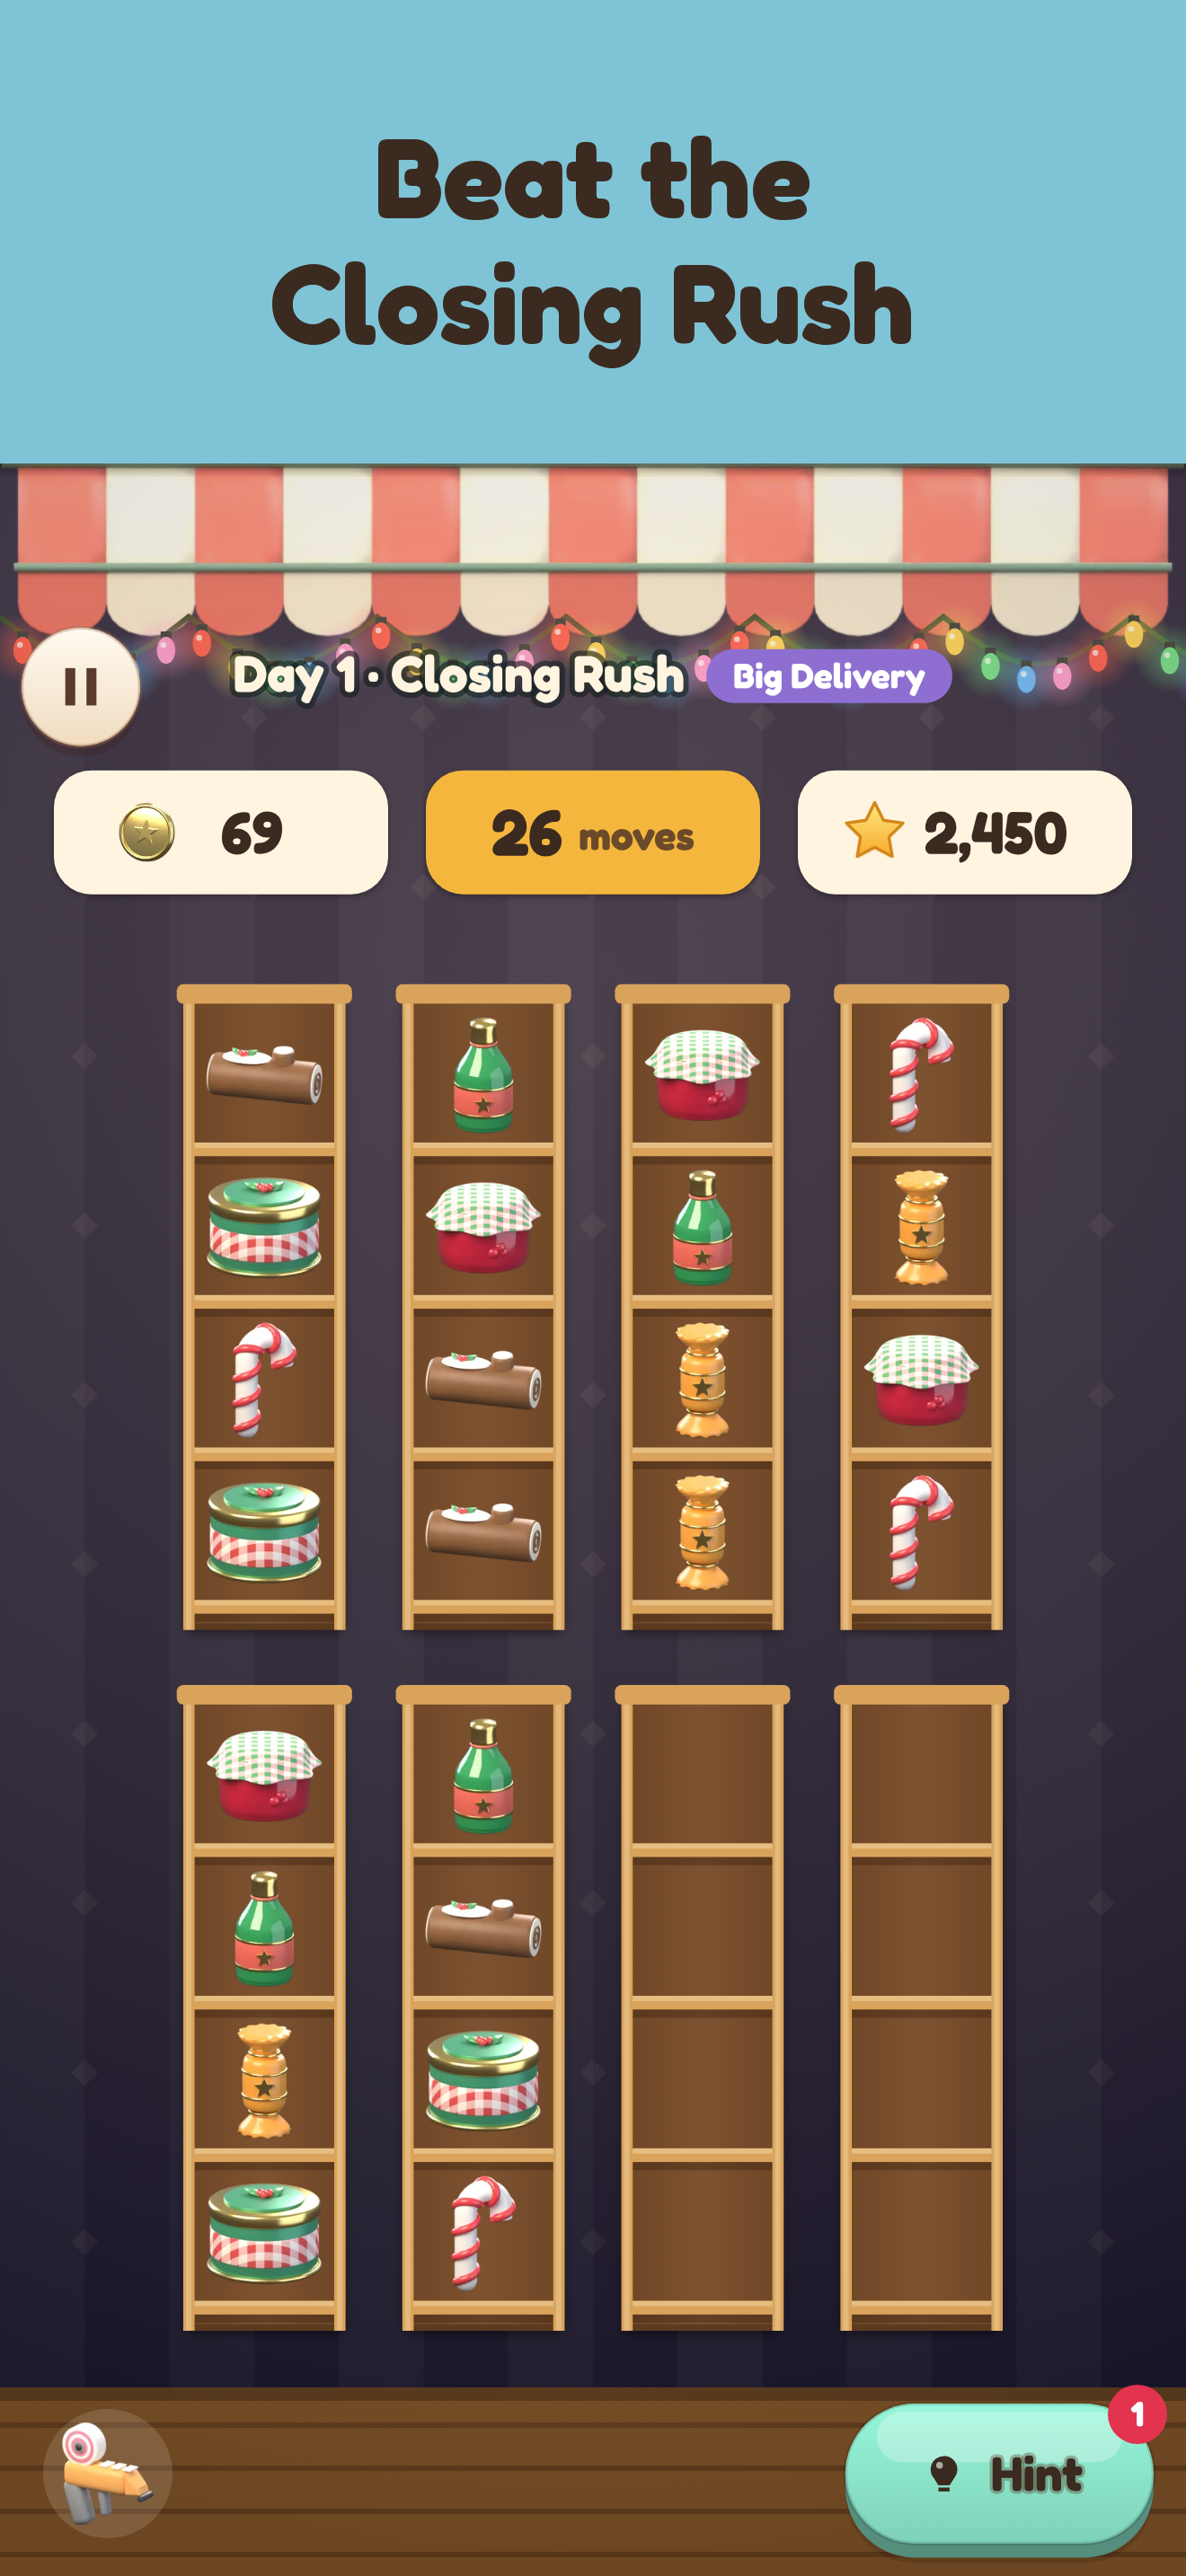 Beat the
Closing Rush
Day 1 · Closing Rush
Big Delivery
69
26 moves
2,450
Hint
1